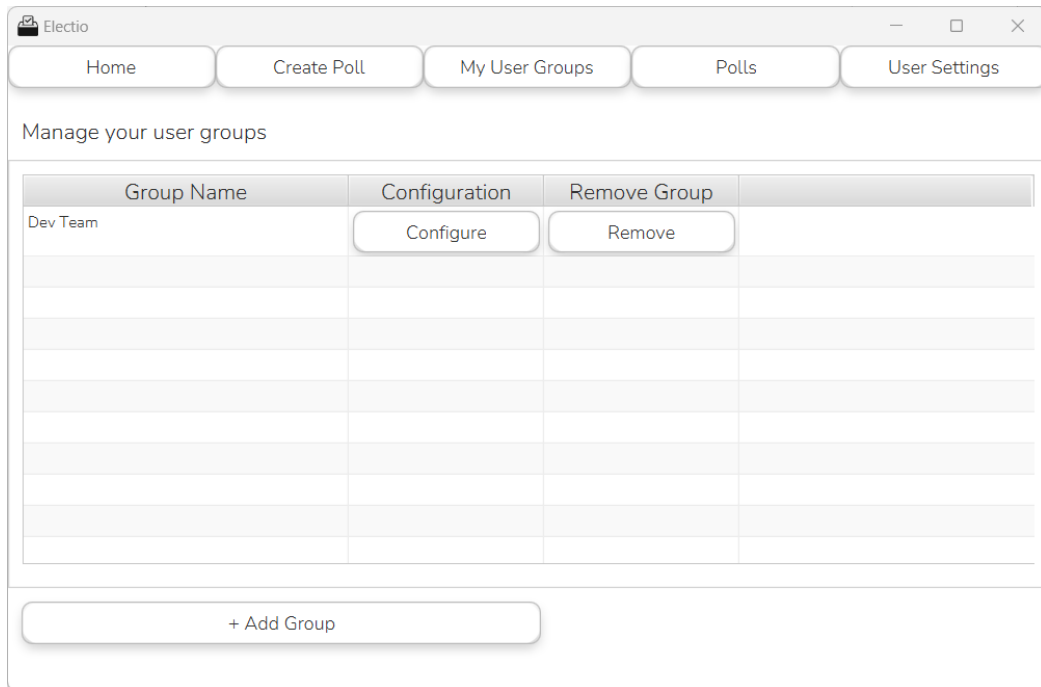 Electio
Home Create Poll My User Groups Polls User Settings
Manage your user groups
Group Name Configuration Remove Group
Dev Team Configure Remove
+ Add Group